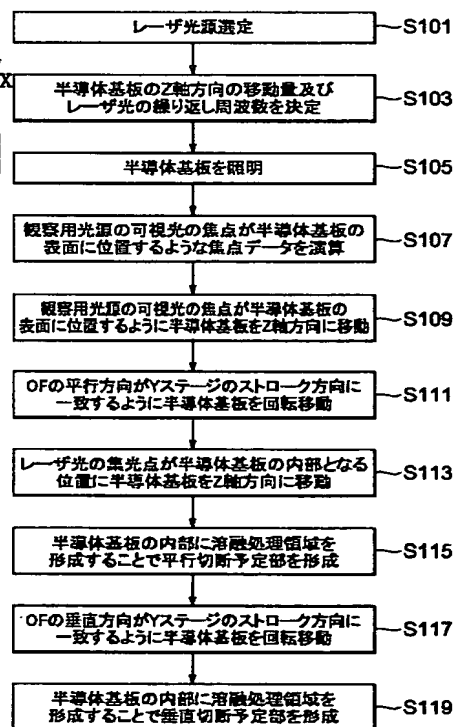 レーザ光源選定
S101
X
半導体基板のZ軸方向の移動量及び
レーザ光の繰り返し周波数を決定
S103
半導体基板を照明
S105
観察用光源の可視光の焦点が半導体基板の
表面に位置するような焦点データを演算
S107
観察用光源の可視光の焦点が半導体基板の
表面に位置するように半導体基板をZ軸方向に移動
S109
OFの平行方向がYステージのストローク方向に
一致するように半導体基板を回転移動
S111
レーザ光の集光点が半導体基板の内部となる
位置に半導体基板をZ軸方向に移動
S113
半導体基板の内部に溶融処理領域を
形成することで平行切断予定部を形成
S115
OFの垂直方向がYステージのストローク方向に
一致するように半導体基板を回転移動
S117
半導体基板の内部に溶融処理領域を
形成することで垂直切断予定部を形成
S119